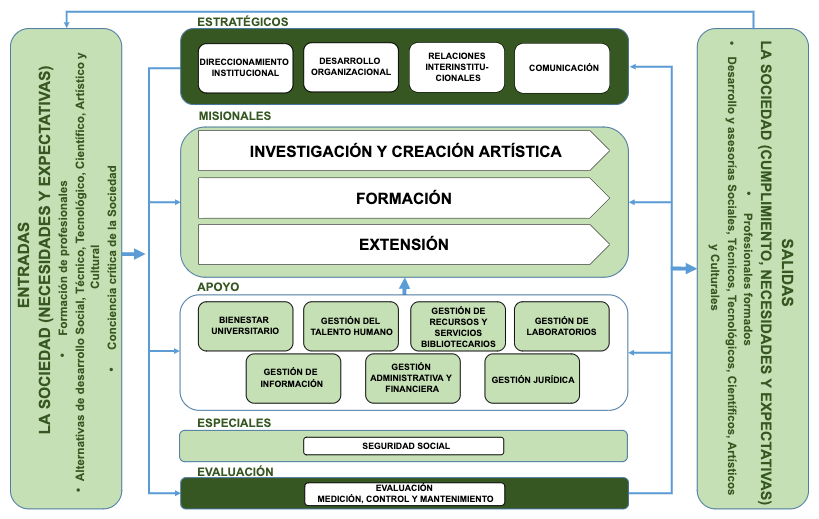 ENTRADAS
LA SOCIEDAD (NECESIDADES Y EXPECTATIVAS)
• Formación de profesionales
• Alternativas de desarrollo Social, Técnico, Tecnológico, Científico, Artístico y
Cultural
• Conciencia crítica de la Sociedad
ESTRATÉGICOS
DIRECCIONAMIENTO
INSTITUCIONAL
DESARROLLO
ORGANIZACIONAL
RELACIONES
INTERINSTITU-
CIONALES
COMUNICACIÓN
MISIONALES
INVESTIGACIÓN Y CREACIÓN ARTÍSTICA
FORMACIÓN
EXTENSIÓN
APOYO
BIENESTAR
UNIVERSITARIO
GESTIÓN DEL
TALENTO HUMANO
GESTIÓN DE
RECURSOS Y
SERVICIOS
BIBLIOTECARIOS
GESTIÓN DE
LABORATORIOS
GESTIÓN DE
INFORMACIÓN
GESTIÓN
ADMINISTRATIVA Y
FINANCIERA
GESTIÓN JURÍDICA
ESPECIALES
SEGURIDAD SOCIAL
EVALUACIÓN
EVALUACIÓN
MEDICIÓN, CONTROL Y MANTENIMIENTO
SALIDAS
LA SOCIEDAD (CUMPLIMIENTO, NECESIDADES Y EXPECTATIVAS)
• Profesionales formados
• Desarrollo y asesorías Sociales, Técnicos, Tecnológicos, Científicos, Artísticos
y Culturales